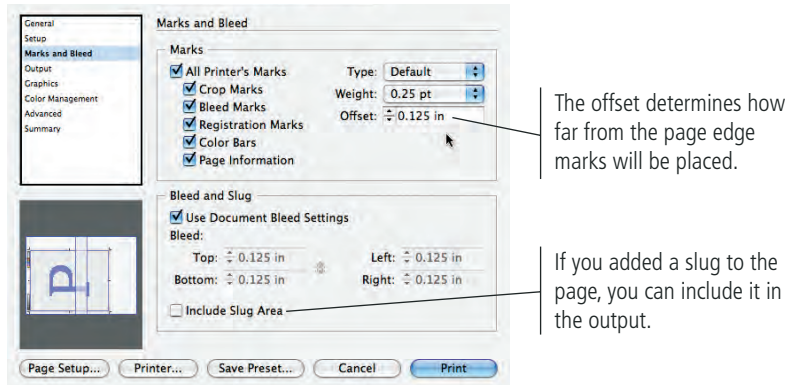 General
Setup
Marks and Bleed
Output
Graphics
Color Management
Advanced
Summary
Marks and Bleed
Marks
All Printer's Marks
Crop Marks
Bleed Marks
Registration Marks
Color Bars
Page Information
Type: Default
Weight: 0.25 pt
Offset: 0.125 in
The offset determines how
far from the page edge
marks will be placed.
Bleed and Slug
Use Document Bleed Settings
Bleed:
Top: 0.125 in Left: 0.125 in
Bottom: 0.125 in Right: 0.125 in
Include Slug Area
If you added a slug to the
page, you can include it in
the output.
P
Page Setup... Printer... Save Preset... Cancel Print